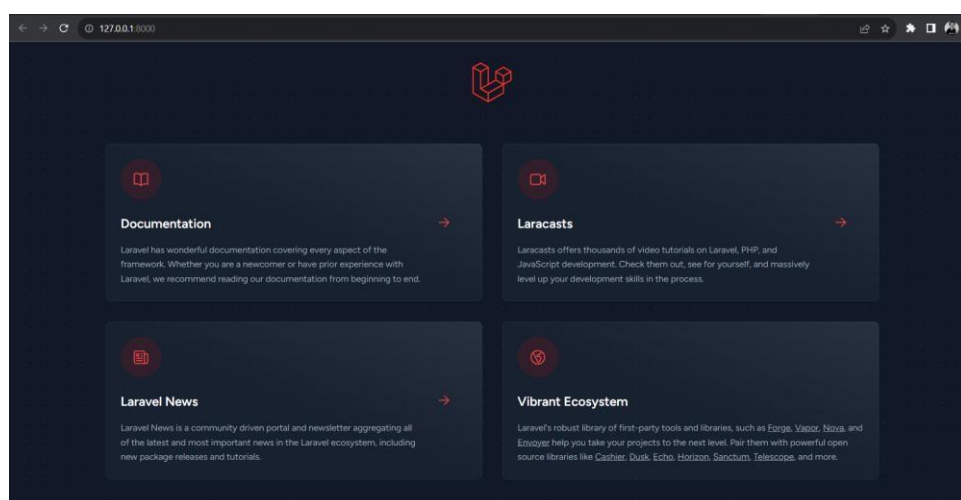 127.0.0.1:8000
Documentation
Laravel has wonderful documentation covering every aspect of the
framework. Whether you are a newcomer or have prior experience with
Laravel, we recommend reading our documentation from beginning to end.
Laracasts
Laracasts offers thousands of video tutorials on Laravel, PHP, and
JavaScript development. Check them out, see for yourself, and massively
level up your development skills in the process.
Laravel News
Laravel News is a community driven portal and newsletter aggregating all
of the latest and most important news in the Laravel ecosystem, including
new package releases and tutorials.
Vibrant Ecosystem
Laravel's robust library of first-party tools and libraries, such as Forge, Vapor, Nova, and
Envoyer help you take your projects to the next level. Pair them with powerful open
source libraries like Cashier, Dusk, Echo, Horizon, Sanctum, Telescope, and more.